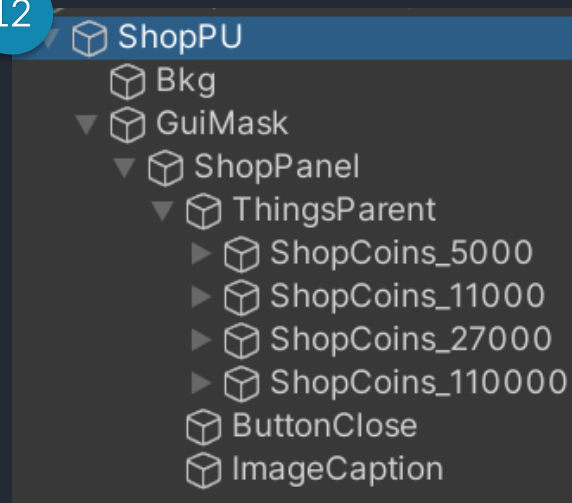 12
ShopPU
Bkg
GuiMask
ShopPanel
ThingsParent
ShopCoins_5000
ShopCoins_11000
ShopCoins_27000
ShopCoins_110000
ButtonClose
ImageCaption